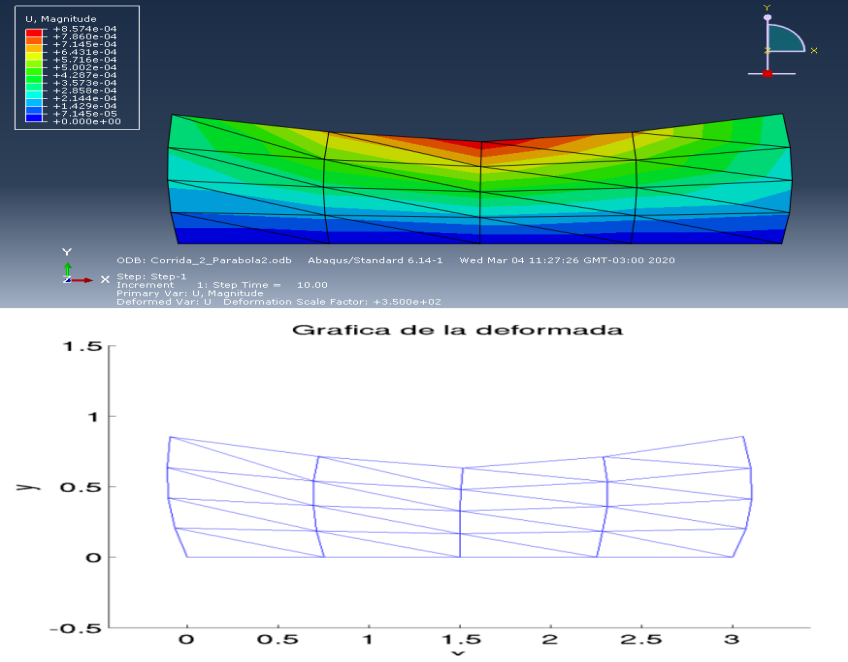 U, Magnitude
+8.574e-04
+7.860e-04
+7.145e-04
+6.431e-04
+5.716e-04
+5.002e-04
+4.287e-04
+3.573e-04
+2.858e-04
+2.144e-04
+1.429e-04
+7.145e-05
+0.000e+00
Y
Z X
Y
Z X
ODB: Corrida_2_Parabola2.odb Abaqus/Standard 6.14-1 Wed Mar 04 11:27:26 GMT-03:00 2020
Step: Step-1
Increment 1: Step Time = 10.00
Primary Var: U, Magnitude
Deformed Var: U Deformation Scale Factor: +3.500e+02
Grafica de la deformada
1.5
1
0.5
0
-0.5
y
0 0.5 1 1.5 2 2.5 3